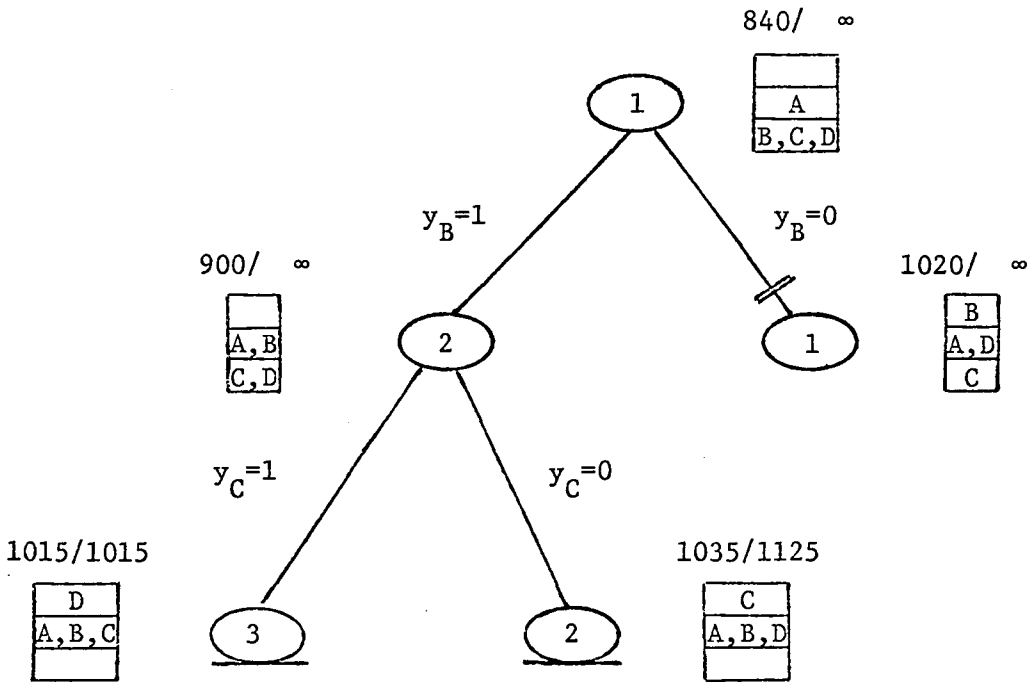 840/ ∞
1
A
B,C,D
y_B=1
y_B=0
900/ ∞
A,B
C,D
2
1
1020/ ∞
B
A,D
C
y_C=1
y_C=0
1015/1015
D
A,B,C
3
2
1035/1125
C
A,B,D